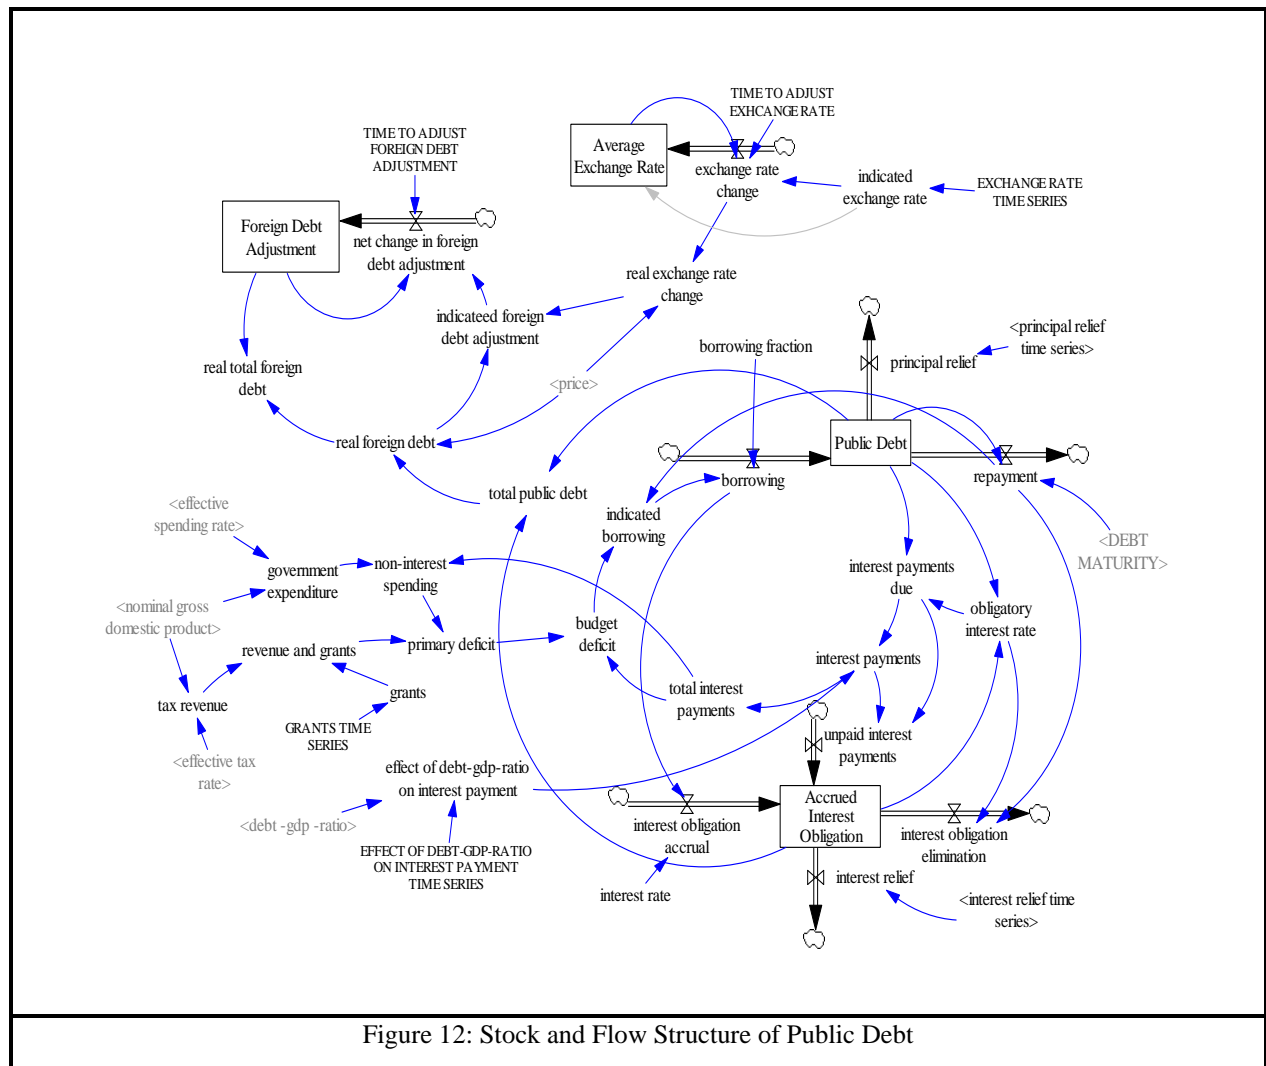 TIME TO ADJUST
EXHCANGE RATE
TIME TO ADJUST
FOREIGN DEBT
ADJUSTMENT
Average
Exchange Rate
exchange rate
change
indicated
exchange rate
EXCHANGE RATE
TIME SERIES
Foreign Debt
Adjustment
net change in foreign
debt adjustment
real exchange rate
change
indicateed foreign
debt adjustment
real total foreign
debt
<price>
borrowing fraction
principal relief
<principal relief
time series>
real foreign debt
Public Debt
borrowing
repayment
total public debt
indicated
borrowing
<effective
spending rate>
<DEBT
MATURITY>
government
expenditure
non-interest
spending
interest payments
due
<nominal gross
domestic product>
obligatory
interest rate
budget
deficit
revenue and grants
primary deficit
interest payments
tax revenue
grants
total interest
payments
GRANTS TIME
SERIES
unpaid interest
payments
<effective tax
rate>
effect of debt-gdp-ratio
on interest payment
<debt -gdp -ratio>
Accrued
Interest
Obligation
interest obligation
accrual
interest obligation
elimination
EFFECT OF DEBT-GDP-RATIO
ON INTEREST PAYMENT
TIME SERIES
interest rate
interest relief
<interest relief time
series>
Figure 12: Stock and Flow Structure of Public Debt